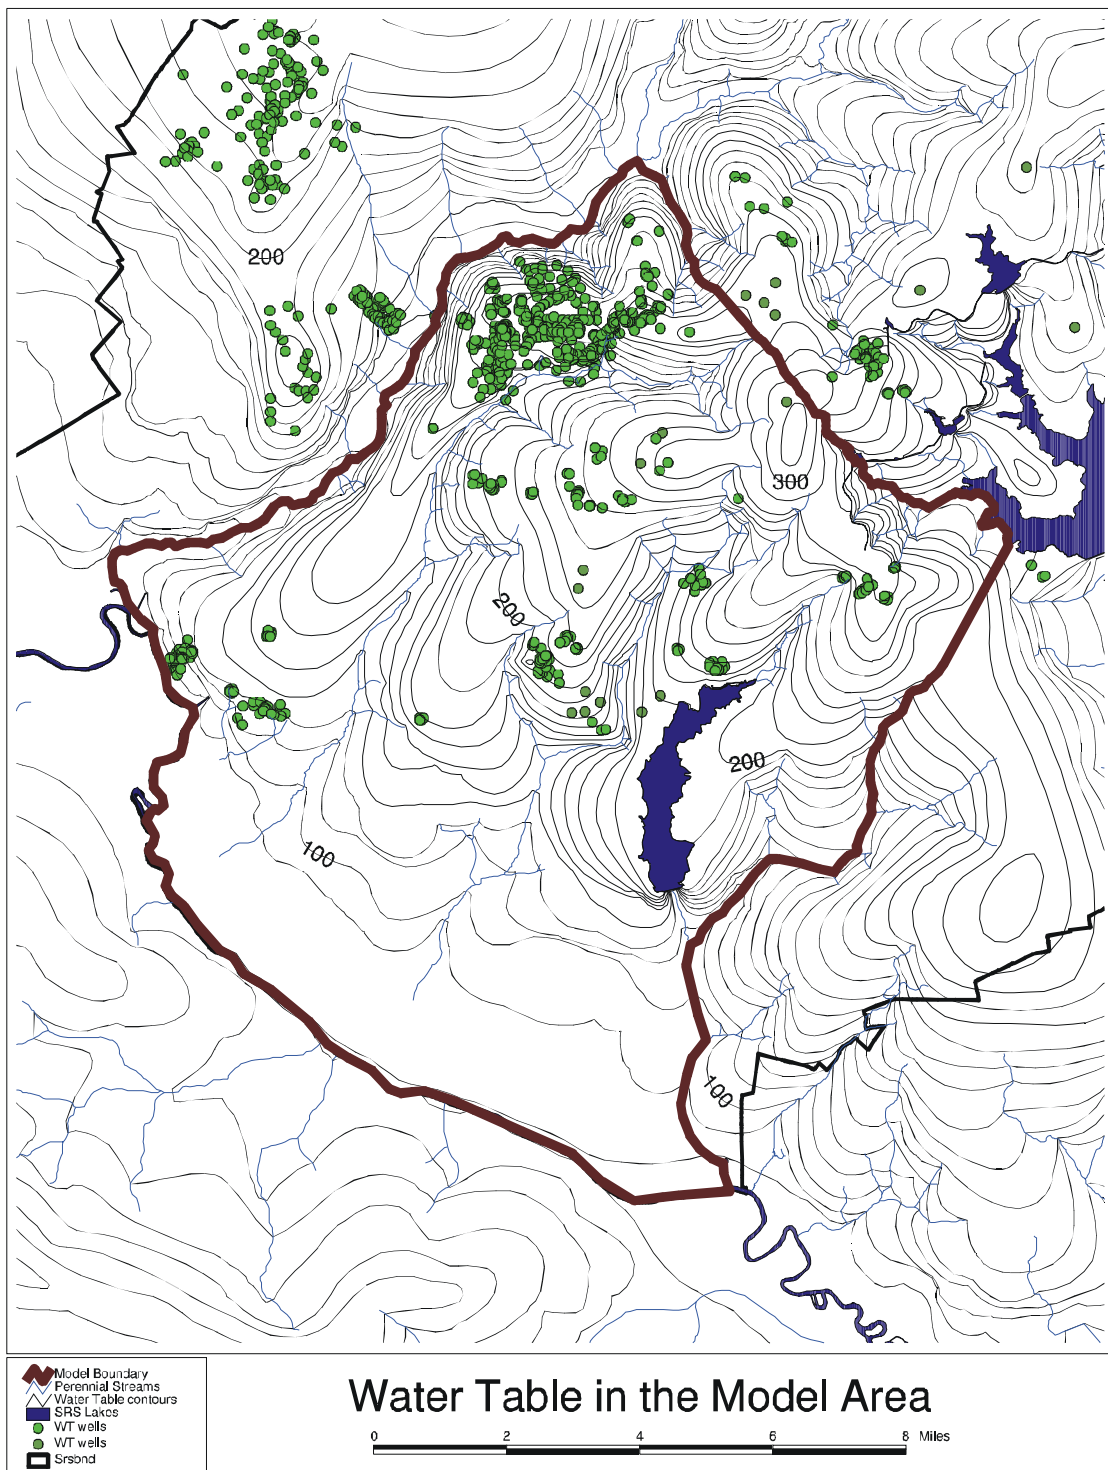 200
300
200
200
100
100
Model Boundary
Perennial Streams
Water Table contours
SRS Lakes
WT wells
WT wells
Srsbnd
Water Table in the Model Area
0 2 4 6 8 Miles